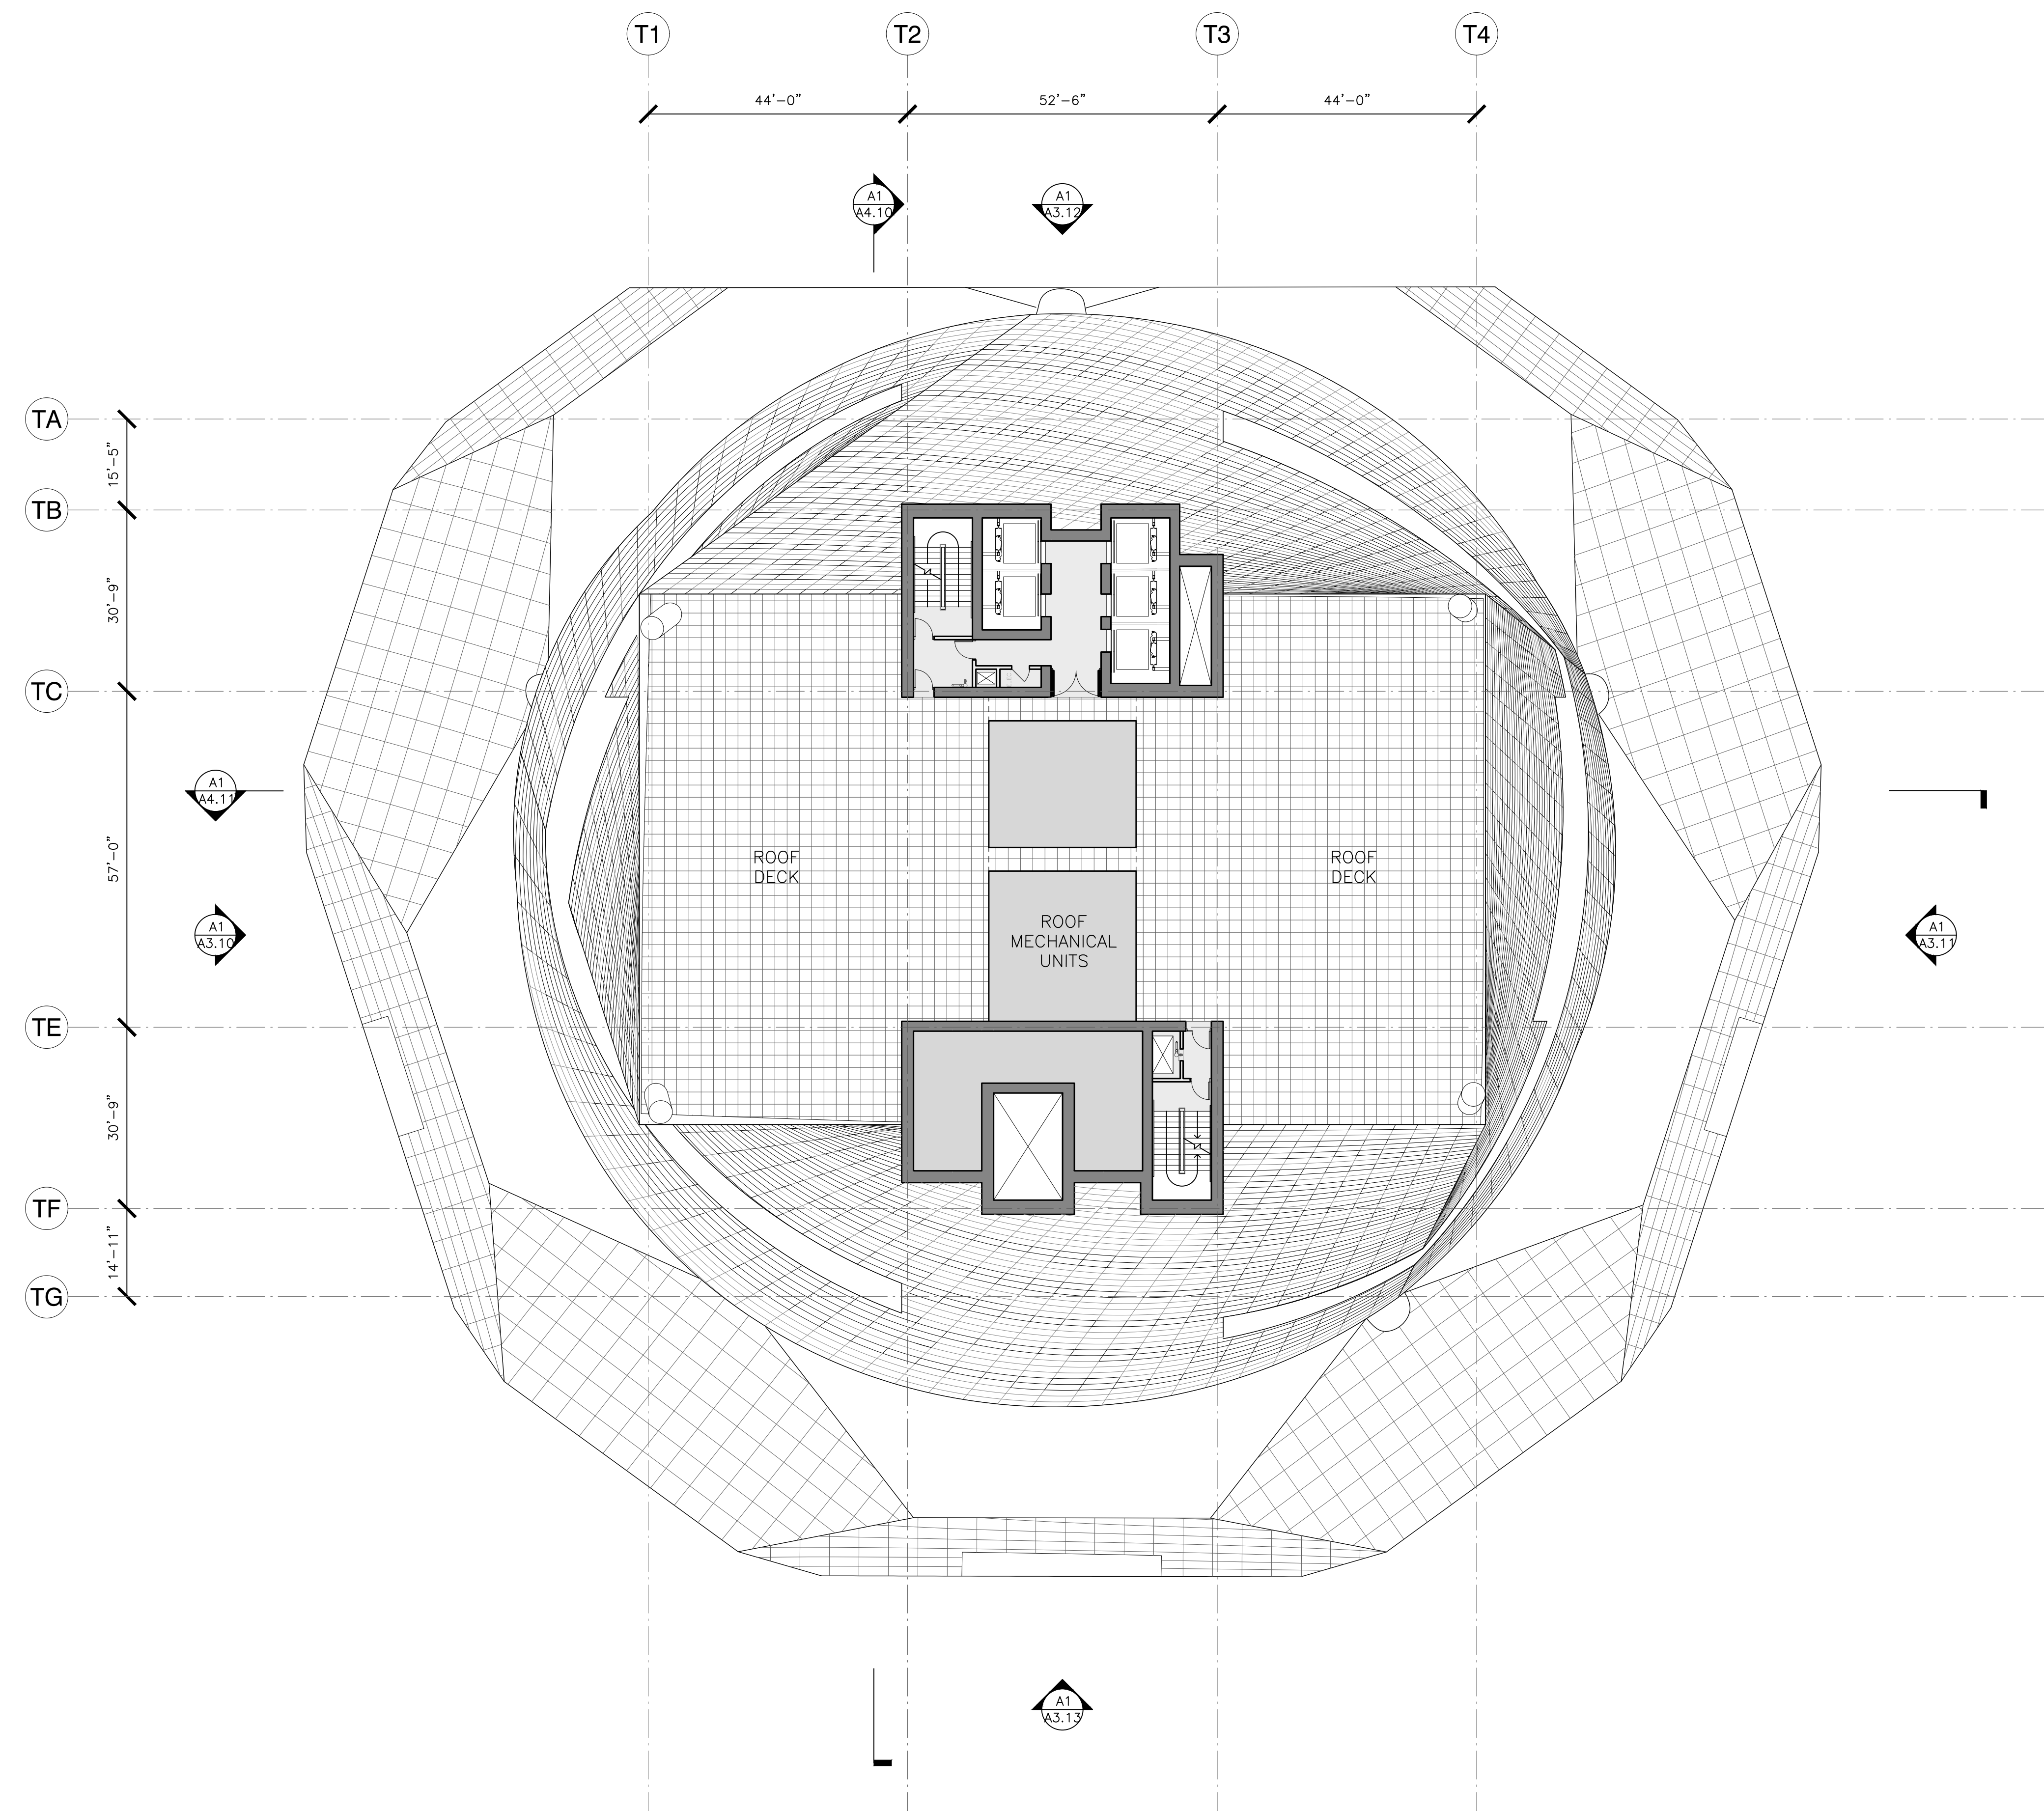 T1 T2 T3 T4
44'-0" 52'-6" 44'-0"
A1
A4.10
A1
A3.12
TA
15'-5"
TB
30'-9"
TC
A1
A4.11
57'-0"
ROOF
DECK
ROOF
DECK
A1
A3.10
ROOF
MECHANICAL
UNITS
A1
A3.11
TE
30'-9"
TF
14'-11"
TG
A1
A3.13